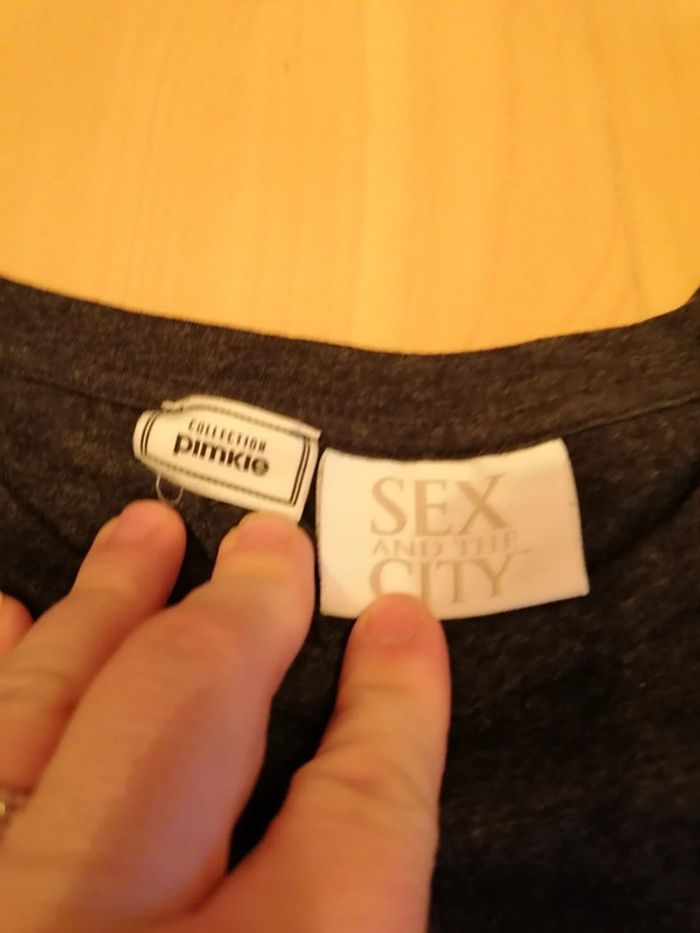 COLLECTION
pimkie
SEX
AND THE
CITY